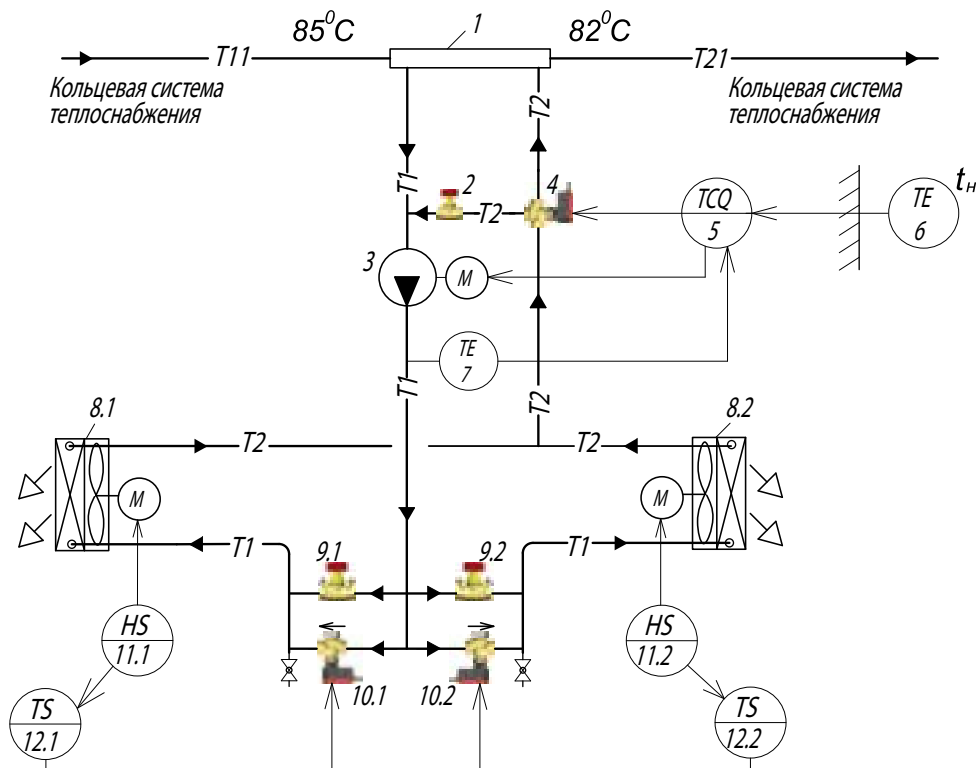 85⁰C
1
82⁰C
T11
T21
Кольцевая система
теплоснабжения
Кольцевая система
теплоснабжения
T2
T1
2
T2
4
TCQ
5
TE
6
tн
3
M
TE
7
T1
T2
8.1
8.2
T2
T2
M
M
T1
T1
9.1
9.2
HS
11.1
HS
11.2
10.1
10.2
TS
12.1
TS
12.2